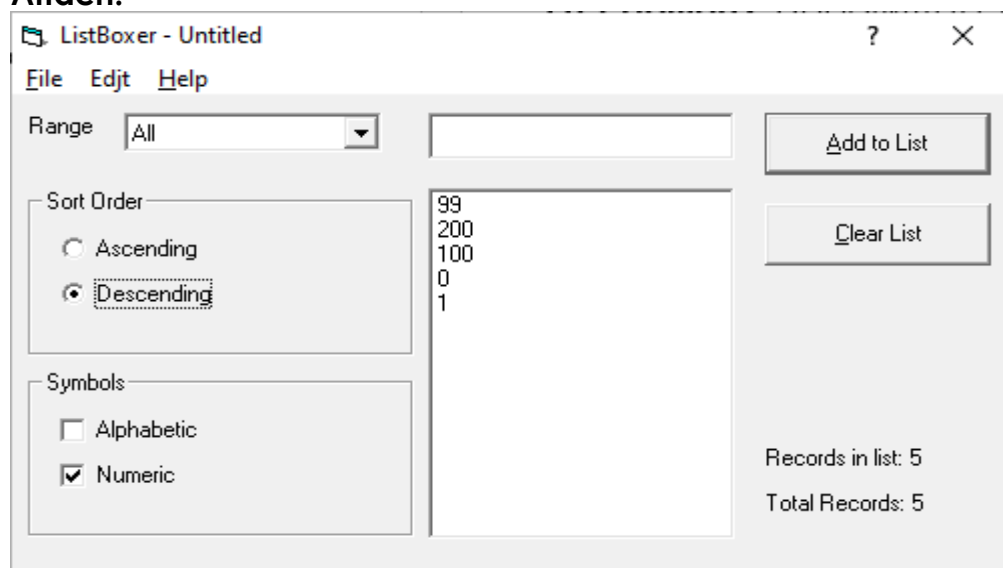 ListBoxer - Untitled
?
File Edjt Help
Range
All
Add to List
Sort Order
Ascending
Descending
99
200
100
0
1
Clear List
Symbols
Alphabetic
Numeric
Records in list: 5
Total Records: 5